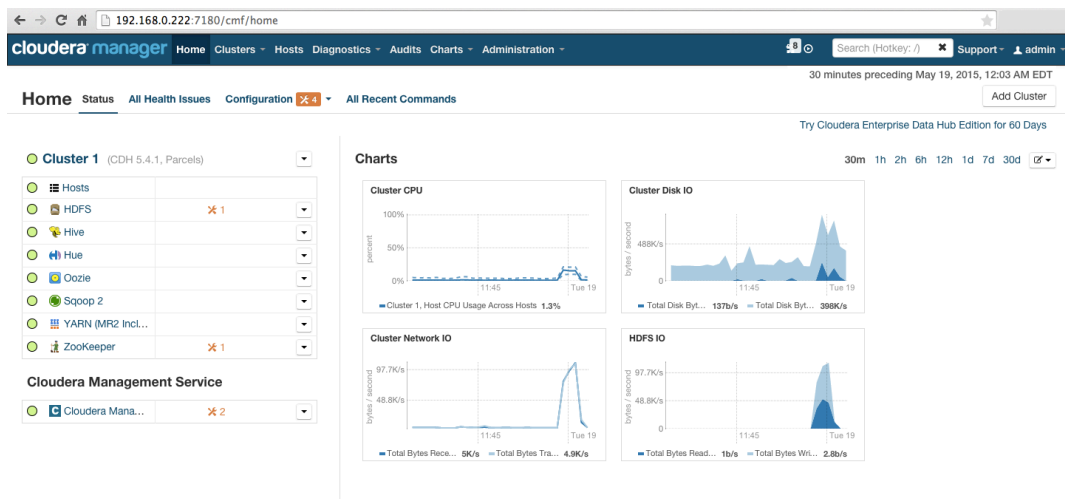 192.168.0.222:7180/cmf/home
cloudera manager Home Clusters Hosts Diagnostics Audits Charts Administration 8 Search (Hotkey: /) Support admin
30 minutes preceding May 19, 2015, 12:03 AM EDT
Home Status All Health Issues Configuration 4 All Recent Commands Add Cluster
Try Cloudera Enterprise Data Hub Edition for 60 Days
Cluster 1 (CDH 5.4.1, Parcels)
Hosts
HDFS 1
Hive
Hue
Oozie
Sqoop 2
YARN (MR2 Incl...
ZooKeeper 1
Cloudera Management Service
Cloudera Mana... 2
Charts 30m 1h 2h 6h 12h 1d 7d 30d
Cluster CPU
percent
100%
50%
0%
11:45 Tue 19
Cluster 1, Host CPU Usage Across Hosts 1.3%
Cluster Disk IO
bytes / second
488K/s
0
11:45 Tue 19
Total Disk Byt... 137b/s Total Disk Byt... 398K/s
Cluster Network IO
bytes / second
97.7K/s
48.8K/s
11:45 Tue 19
Total Bytes Rece... 5K/s Total Bytes Tra... 4.9K/s
HDFS IO
bytes / second
97.7K/s
48.8K/s
0
11:45 Tue 19
Total Bytes Read... 1b/s Total Bytes Wri... 2.8b/s